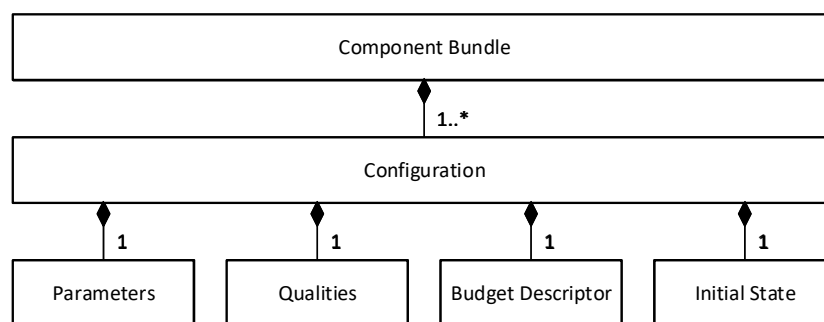 Component Bundle
1..*
Configuration
1 1 1 1
Parameters Qualities Budget Descriptor Initial State